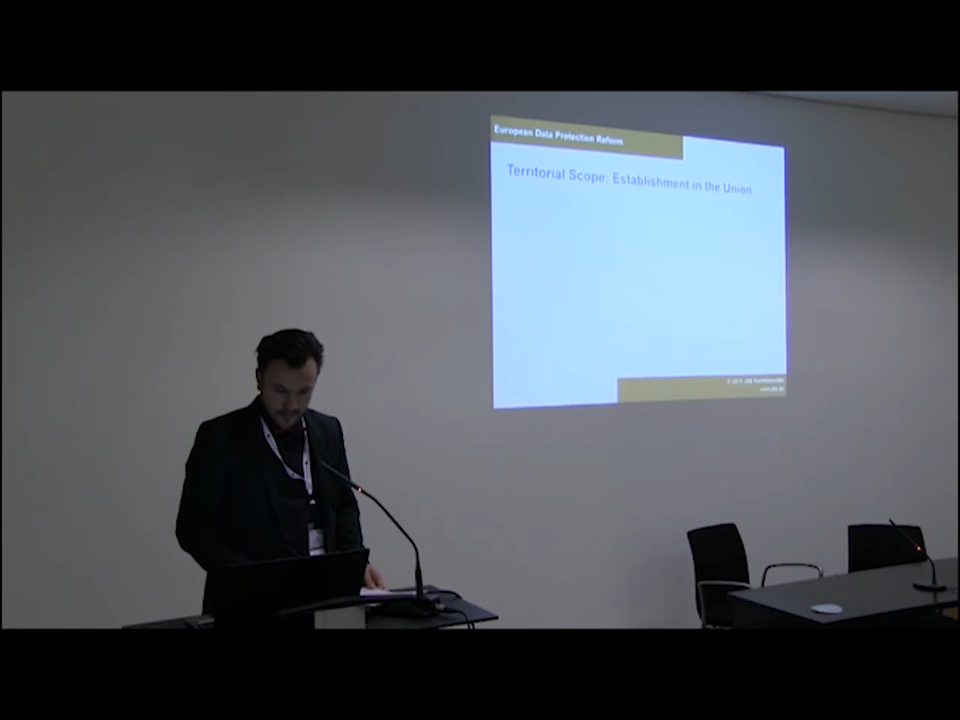 European Data Protection Reform
Territorial Scope: Establishment in the Union